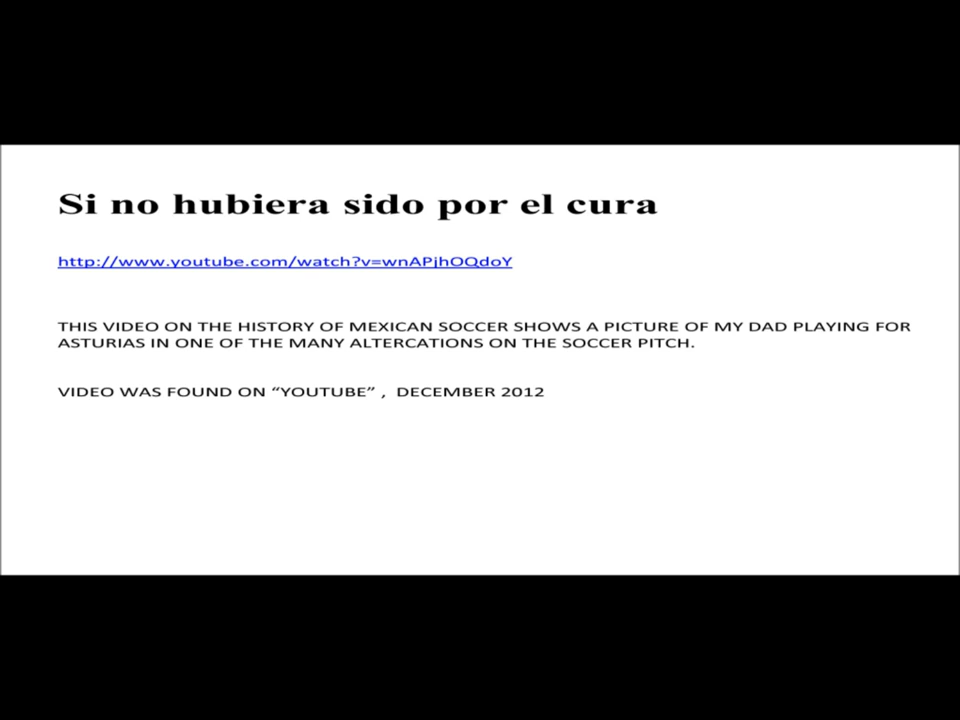 Si no hubiera sido por el cura
http://www.youtube.com/watch?v=wnAPjhOQdoY
THIS VIDEO ON THE HISTORY OF MEXICAN SOCCER SHOWS A PICTURE OF MY DAD PLAYING FOR
ASTURIAS IN ONE OF THE MANY ALTERCATIONS ON THE SOCCER PITCH.
VIDEO WAS FOUND ON “YOUTUBE” ,  DECEMBER 2012